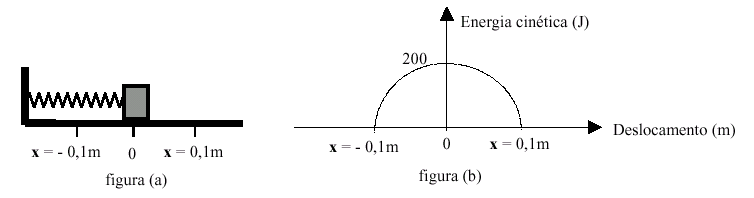 Energia cinética (J)
200
Deslocamento (m)
x = - 0,1m
0
x = 0,1m
x = - 0,1m
0
x = 0,1m
figura (a)
figura (b)